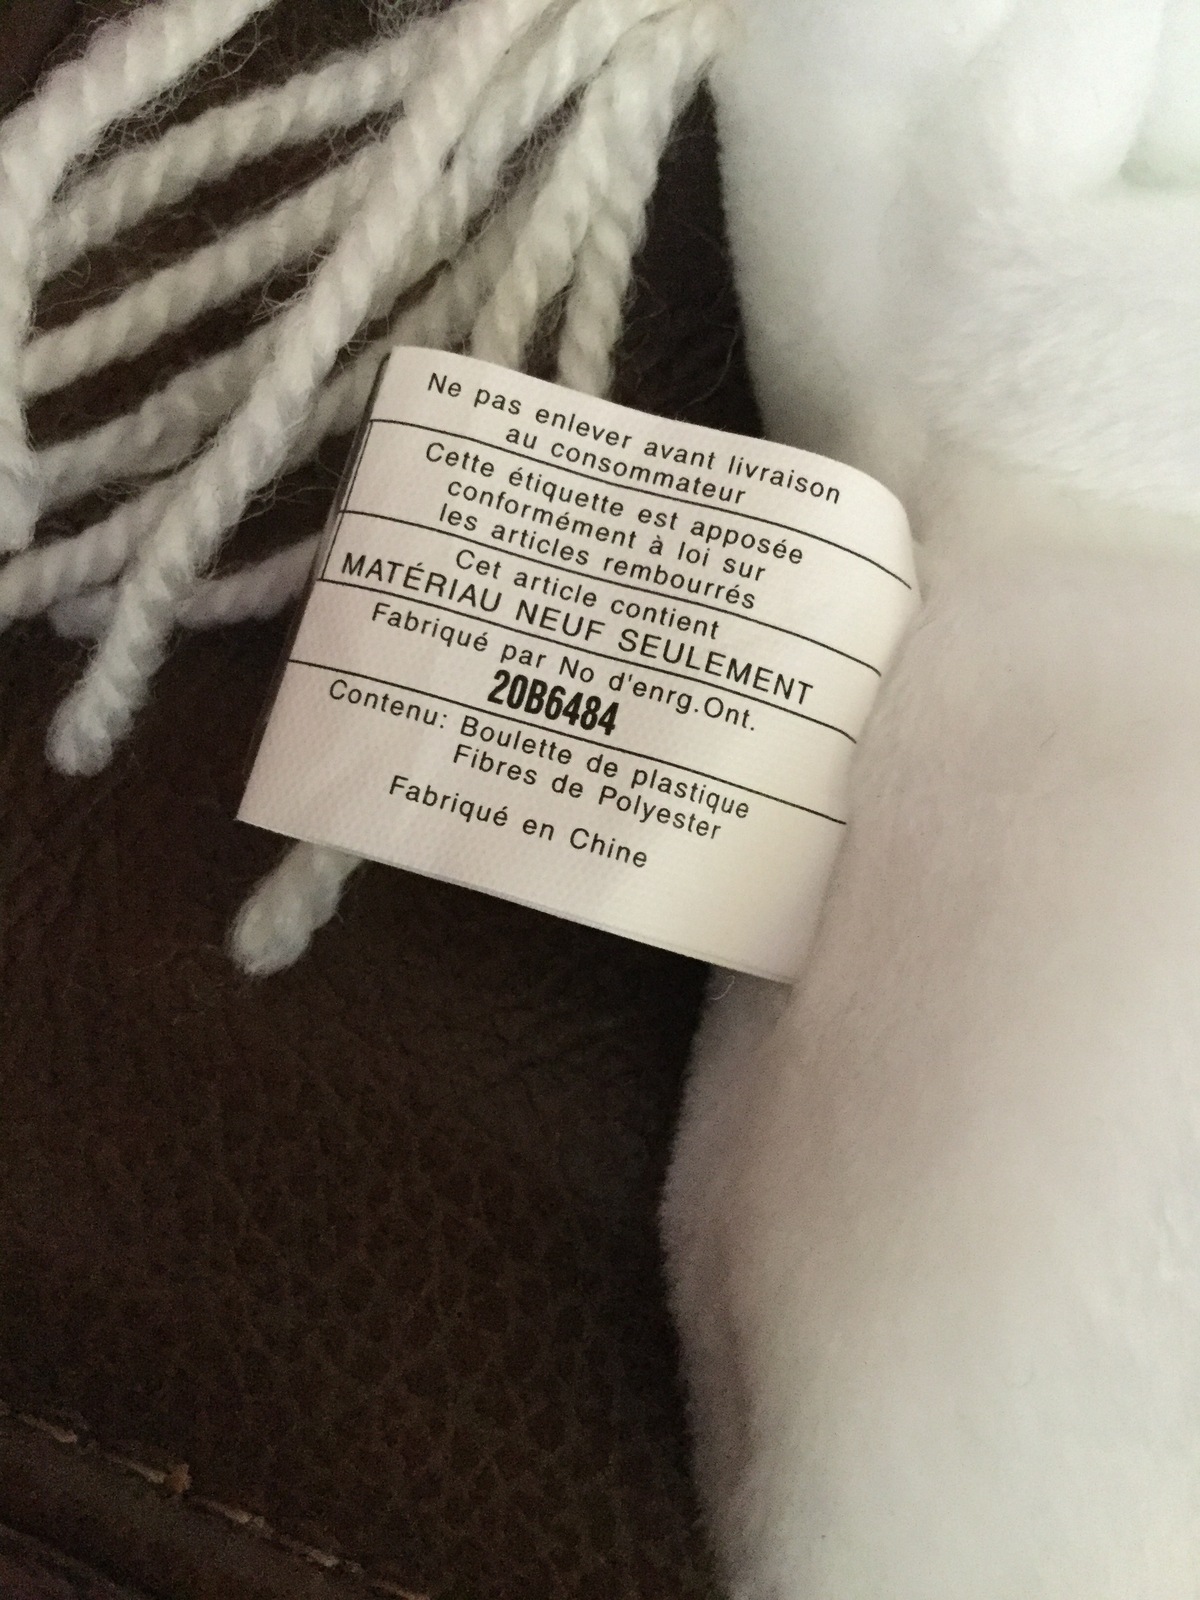 Ne pas enlever avant livraison
au consommateur
Cette étiquette est apposée
conformément à loi sur
les articles rembourrés
Cet article contient
MATÉRIAU NEUF SEULEMENT
Fabriqué par No d'enrg.Ont.
20B6484
Contenu: Boulette de plastique
Fibres de Polyester
Fabriqué en Chine